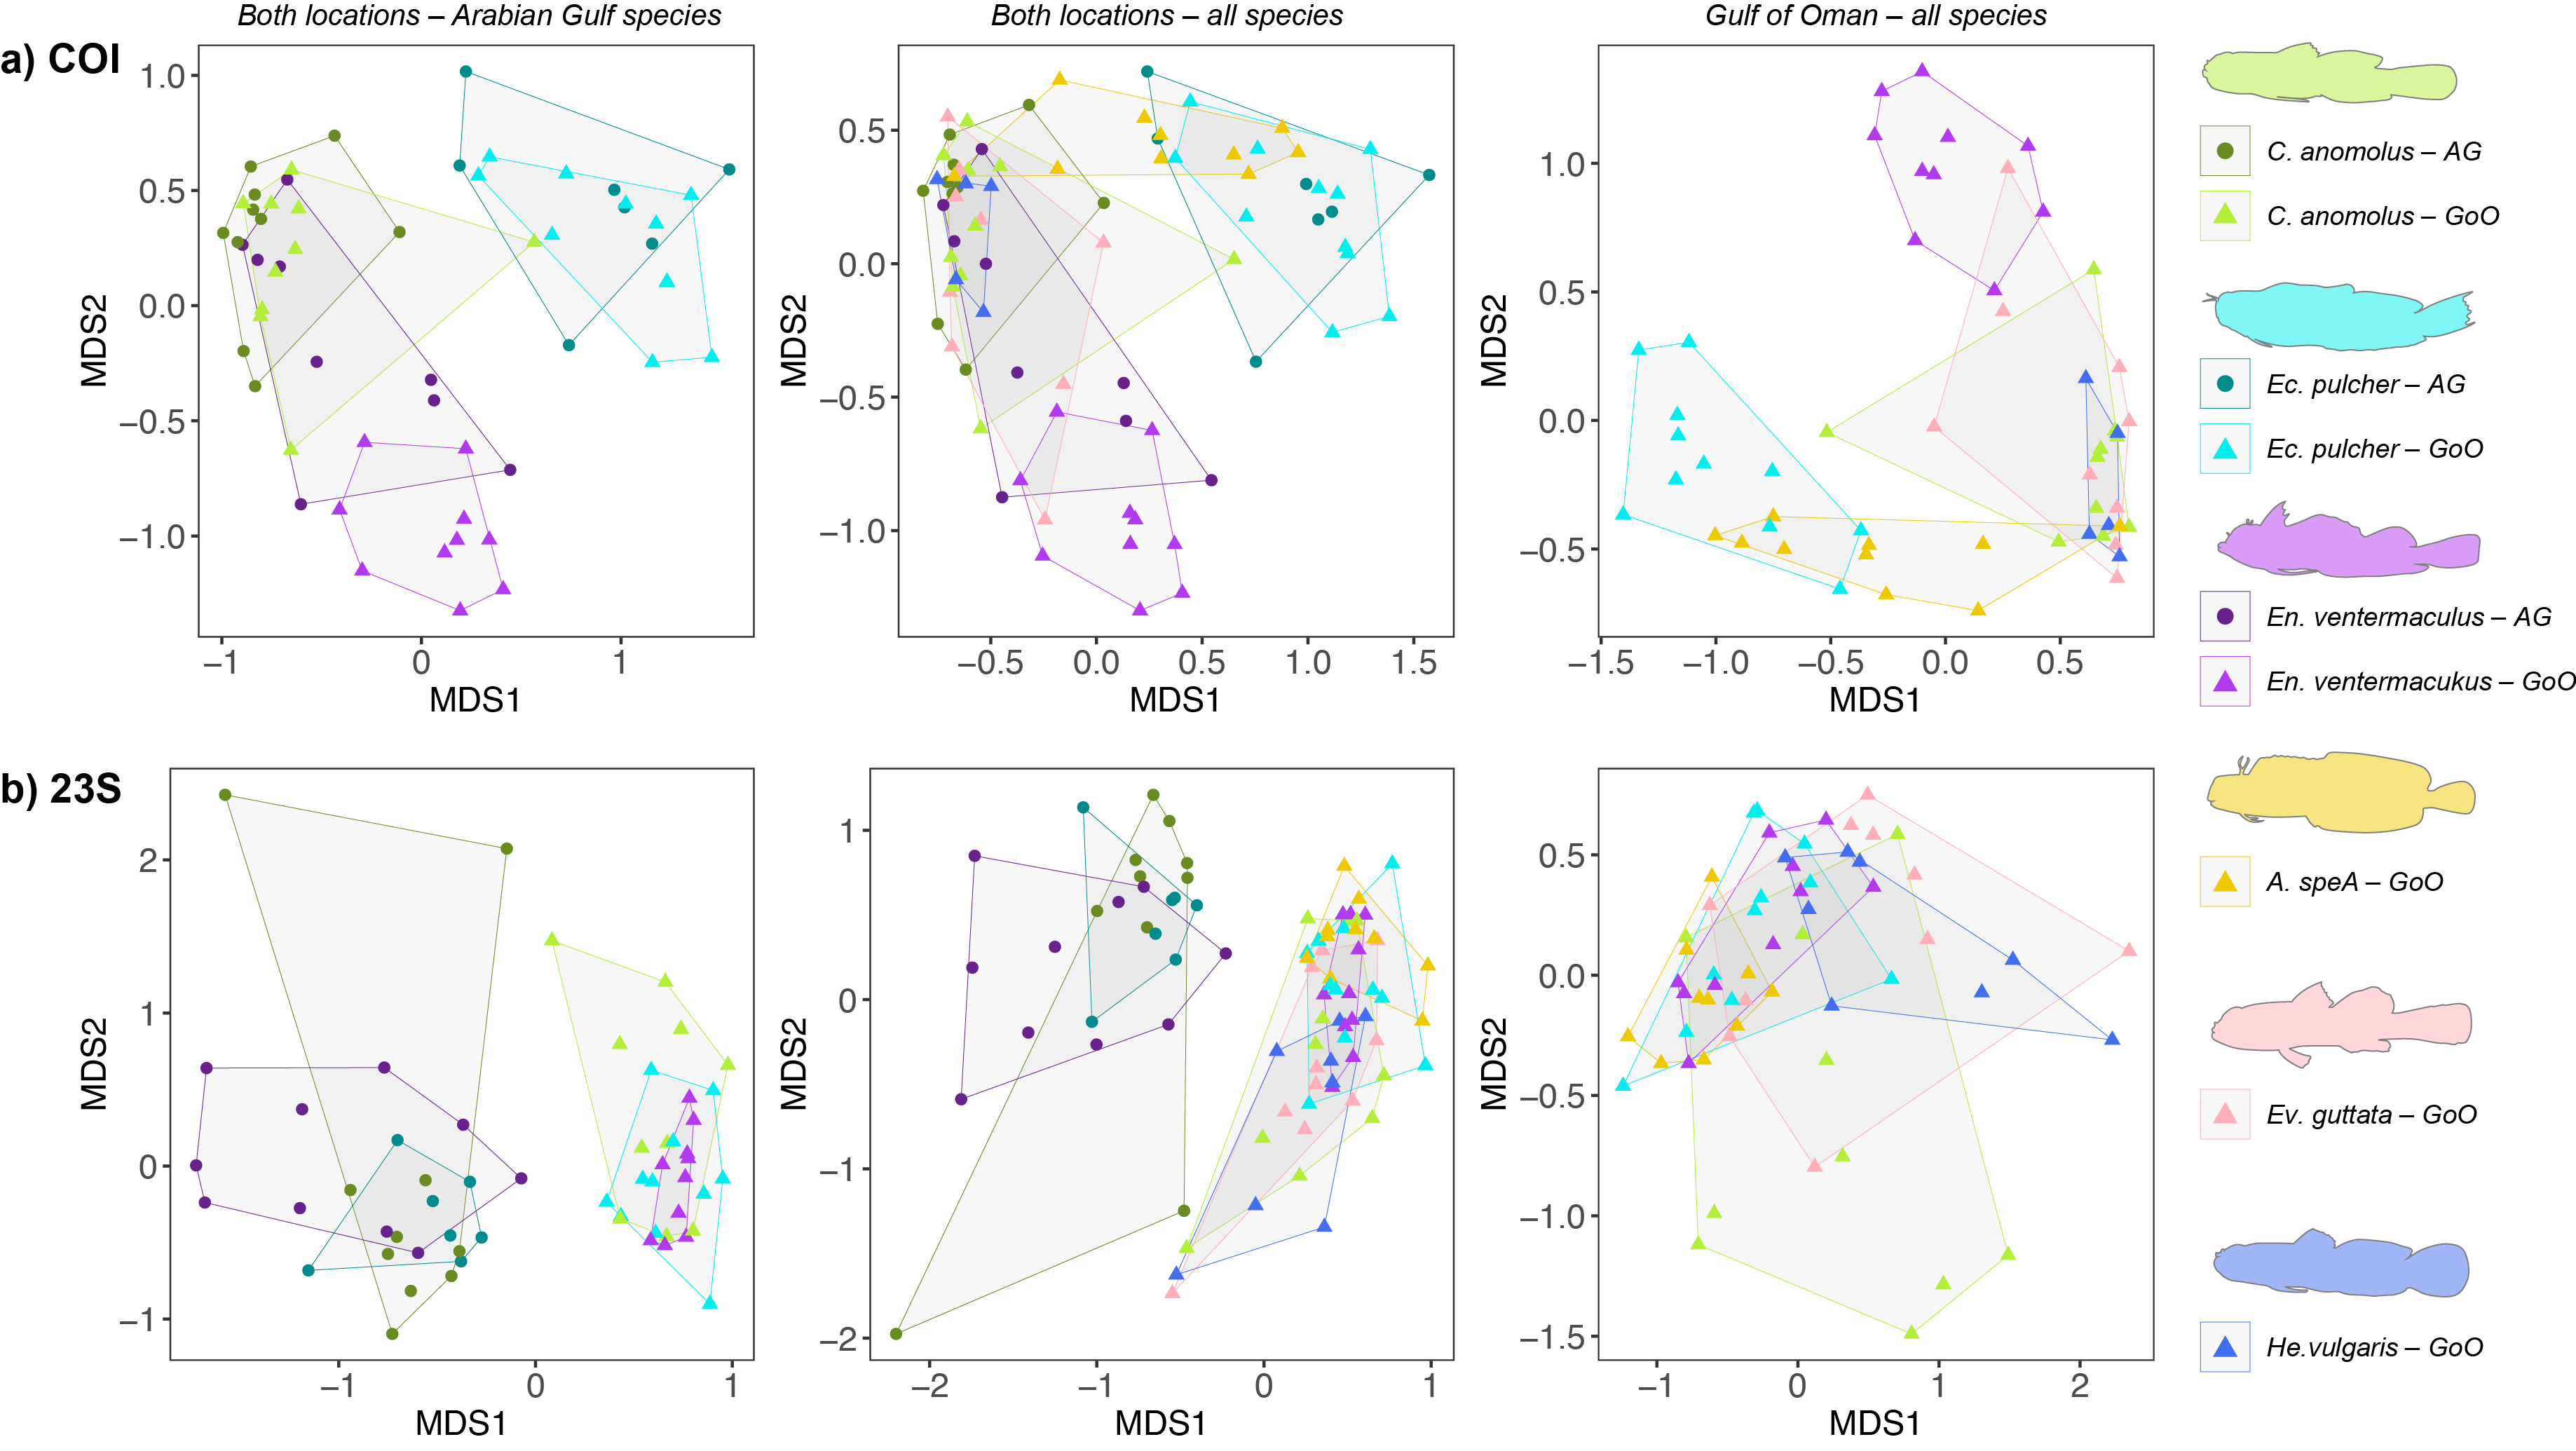 Both locations – Arabian Gulf species
Both locations – all species
Gulf of Oman – all species
a) COI
1.0
0.5
0.0
−0.5
−1.0
MDS2
−1
0
1
MDS1
0.5
0.0
−0.5
−1.0
MDS2
−0.5
0.0
0.5
1.0
1.5
MDS1
1.0
0.5
0.0
−0.5
MDS2
−1.5
−1.0
−0.5
0.0
0.5
MDS1
C. anomolus – AG
C. anomolus – GoO
Ec. pulcher – AG
Ec. pulcher – GoO
En. ventermaculus – AG
En. ventermacukus – GoO
A. speA – GoO
Ev. guttata – GoO
He.vulgaris – GoO
b) 23S
2
1
0
−1
MDS2
−1
0
1
MDS1
1
0
−1
−2
MDS2
−2
−1
0
1
MDS1
0.5
0.0
−0.5
−1.0
−1.5
MDS2
−1
0
1
2
MDS1